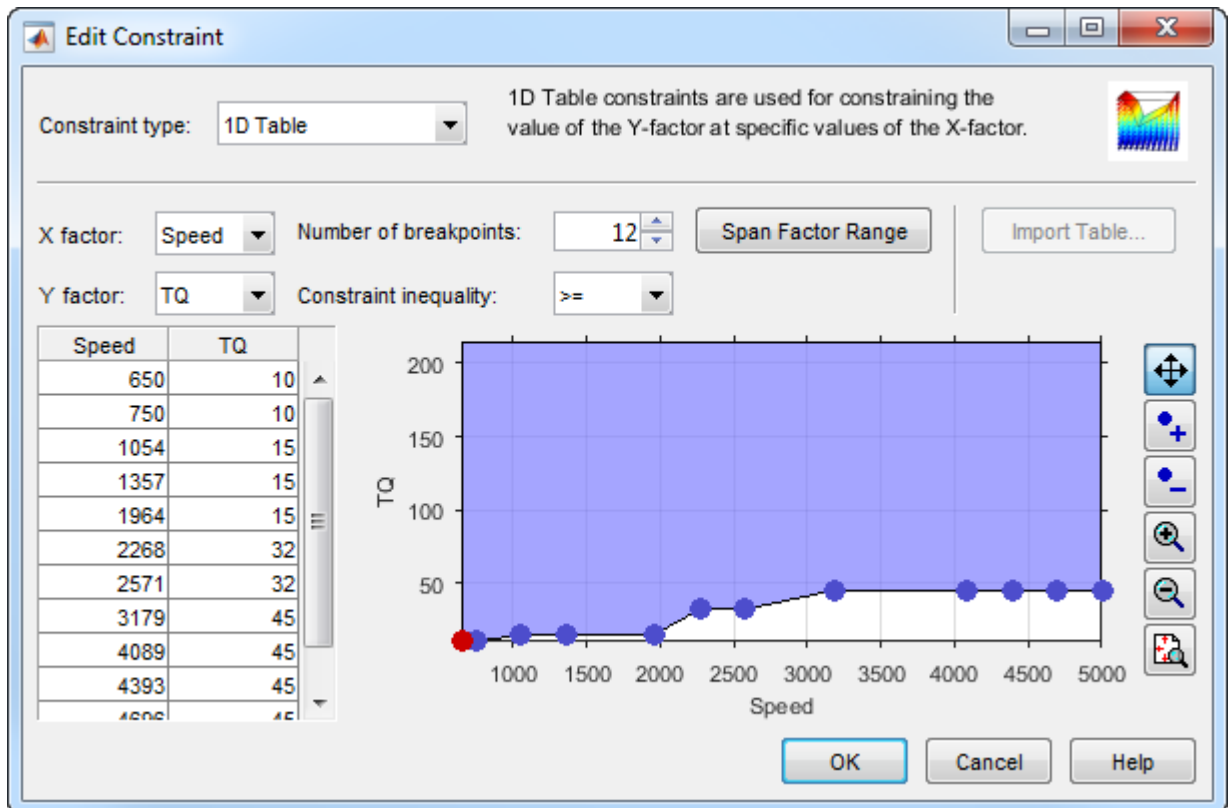 Edit Constraint
Constraint type: 1D Table
1D Table constraints are used for constraining the
value of the Y-factor at specific values of the X-factor.
X factor: Speed Number of breakpoints: 12 Span Factor Range Import Table...
Y factor: TQ Constraint inequality: >=
Speed TQ
650 10
750 10
1054 15
1357 15
1964 15
2268 32
2571 32
3179 45
4089 45
4393 45
4696 45
200
150
100
50
TQ
1000 1500 2000 2500 3000 3500 4000 4500 5000
Speed
OK Cancel Help